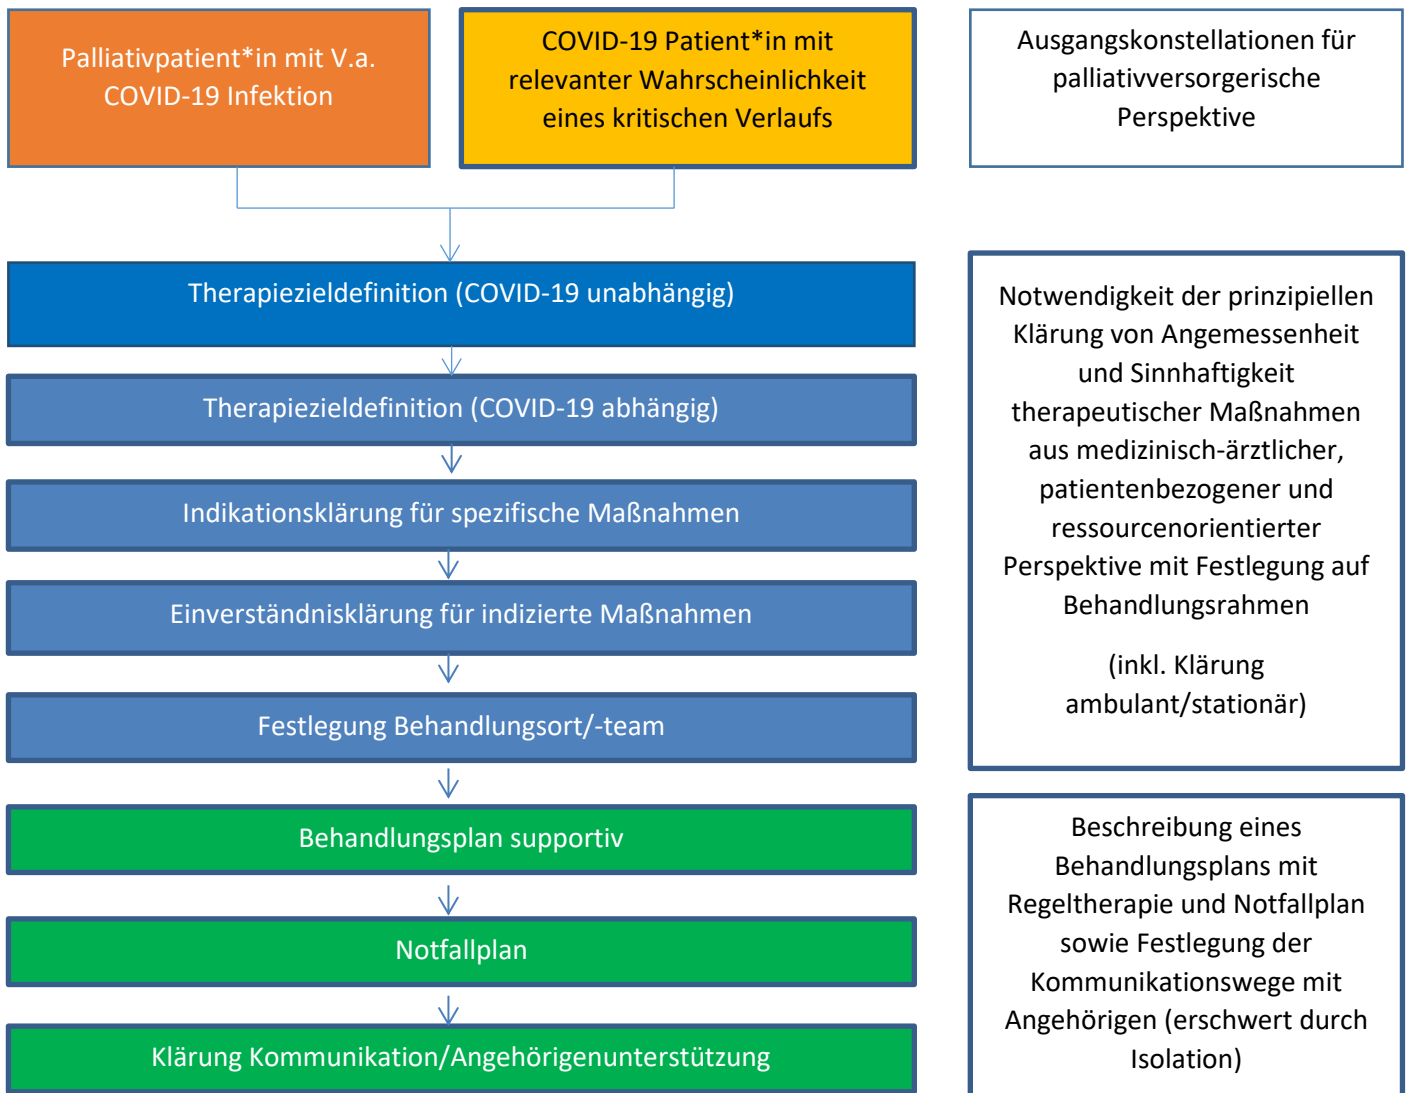 Palliativpatient*in mit V.a.
COVID-19 Infektion
COVID-19 Patient*in mit
relevanter Wahrscheinlichkeit
eines kritischen Verlaufs
Ausgangskonstellationen für
palliativversorgerische
Perspektive
Therapiezieldefinition (COVID-19 unabhängig)
Therapiezieldefinition (COVID-19 abhängig)
Indikationsklärung für spezifische Maßnahmen
Einverständnisklärung für indizierte Maßnahmen
Festlegung Behandlungsort/-team
Notwendigkeit der prinzipiellen
Klärung von Angemessenheit
und Sinnhaftigkeit
therapeutischer Maßnahmen
aus medizinisch-ärztlicher,
patientenbezogener und
ressourcenorientierter
Perspektive mit Festlegung auf
Behandlungsrahmen
(inkl. Klärung
ambulant/stationär)
Behandlungsplan supportiv
Notfallplan
Klärung Kommunikation/Angehörigenunterstützung
Beschreibung eines
Behandlungsplans mit
Regeltherapie und Notfallplan
sowie Festlegung der
Kommunikationswege mit
Angehörigen (erschwert durch
Isolation)